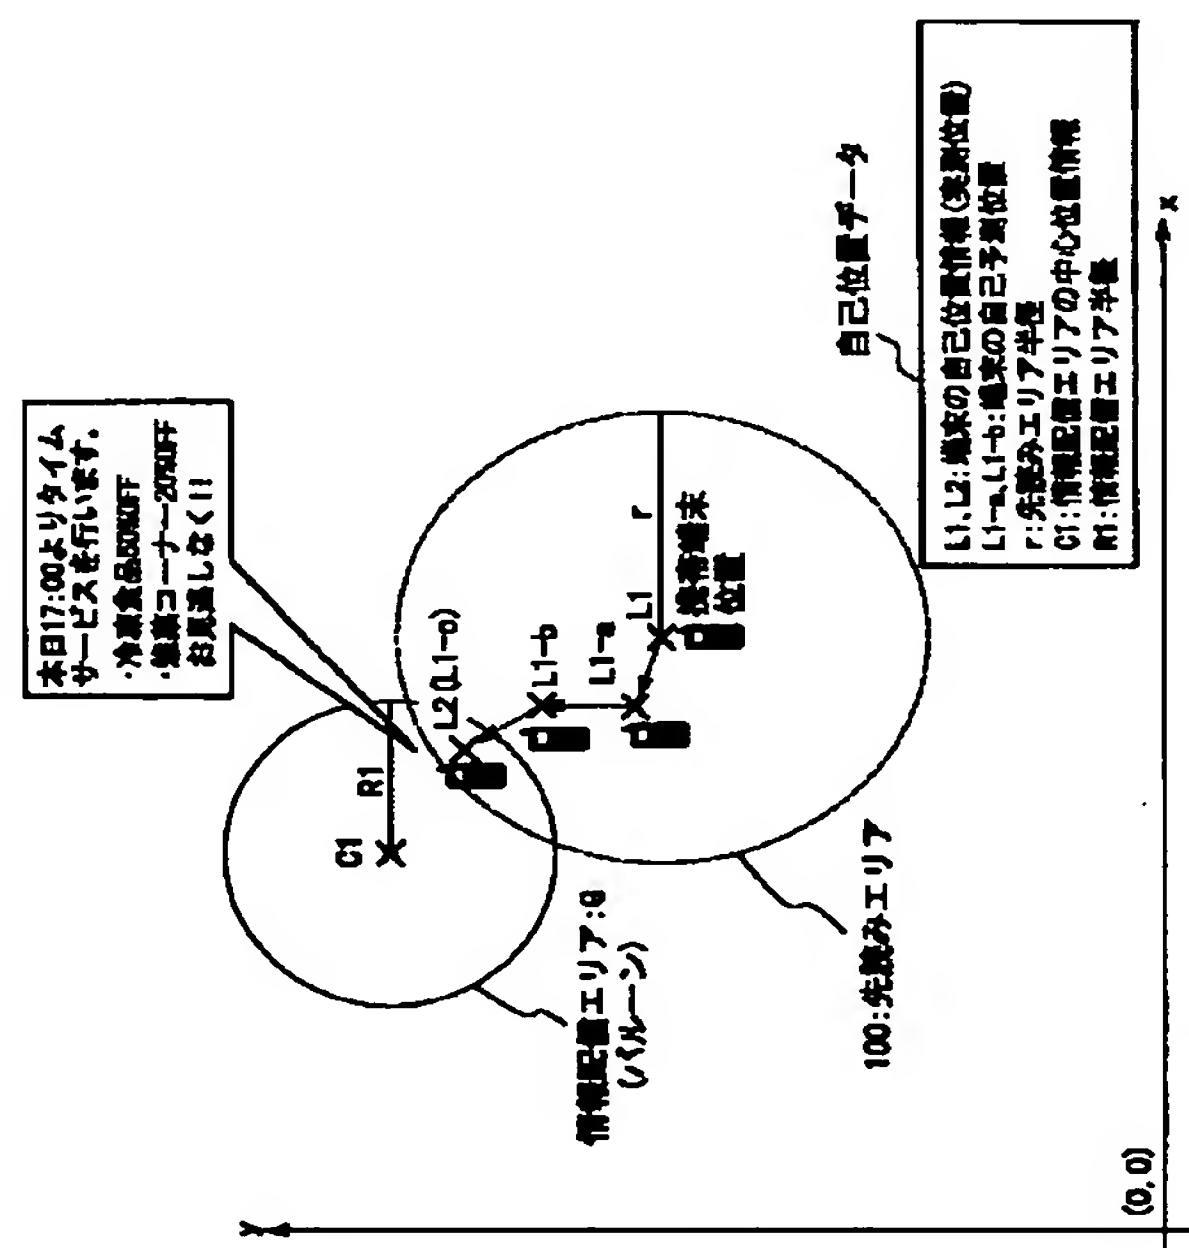 本日17:00よりタイム
サービスを行います。
・冷凍食品50%OFF
・惣菜コーナー20%OFF
お見逃しなく!!
C1
R1
L2(L1-c)
L1-b
L1-a
L1
r
携帯端末
位置
情報配信エリア:G
(バルーン)
100:先読みエリア
自己位置データ
L1,L2:端末の自己位置情報(実測位置)
L1-a,L1-b:端末の自己予測位置
r:先読みエリア半径
C1:情報配信エリアの中心位置情報
R1:情報配信エリア半径
y
x
(0,0)